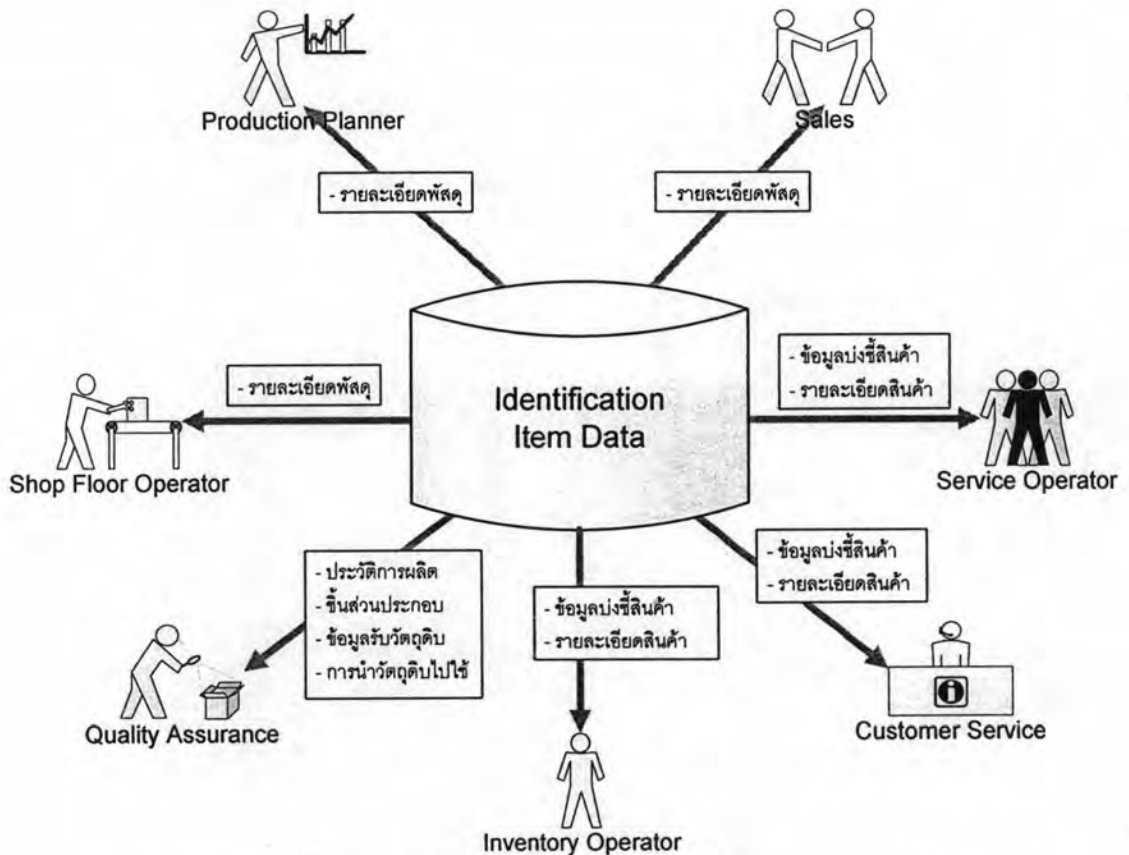 Production Planner
Sales
- รายละเอียดพัสดุ
- รายละเอียดพัสดุ
- ข้อมูลบ่งชี้สินค้า
- รายละเอียดสินค้า
- รายละเอียดพัสดุ
Identification
Item Data
Shop Floor Operator
Service Operator
- ประวัติการผลิต
- ชิ้นส่วนประกอบ
- ข้อมูลรับวัตถุดิบ
- การนำวัตถุดิบไปใช้
- ข้อมูลบ่งชี้สินค้า
- รายละเอียดสินค้า
- ข้อมูลบ่งชี้สินค้า
- รายละเอียดสินค้า
Quality Assurance
Customer Service
Inventory Operator